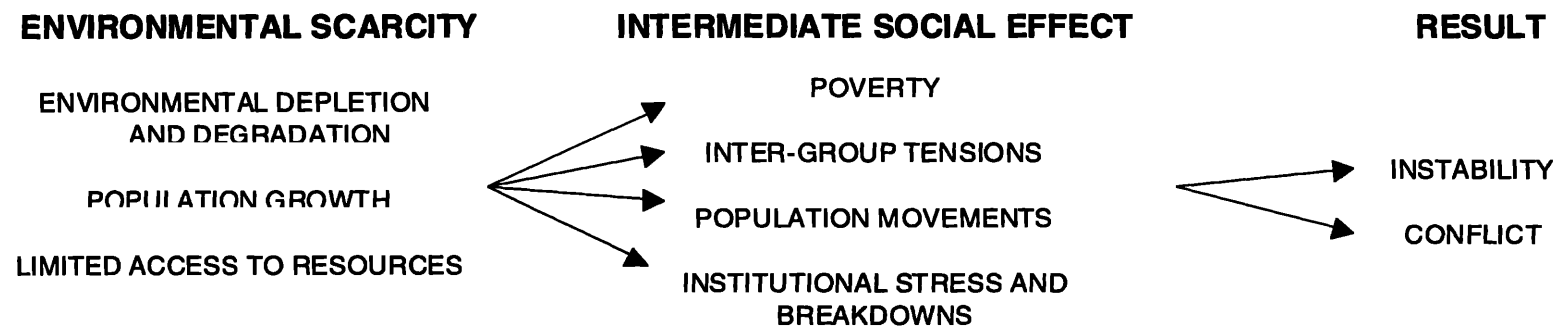 ENVIRONMENTAL SCARCITY
ENVIRONMENTAL DEPLETION
AND DEGRADATION
POPULATION GROWTH
LIMITED ACCESS TO RESOURCES
INTERMEDIATE SOCIAL EFFECT
POVERTY
INTER-GROUP TENSIONS
POPULATION MOVEMENTS
INSTITUTIONAL STRESS AND
BREAKDOWNS
RESULT
INSTABILITY
CONFLICT